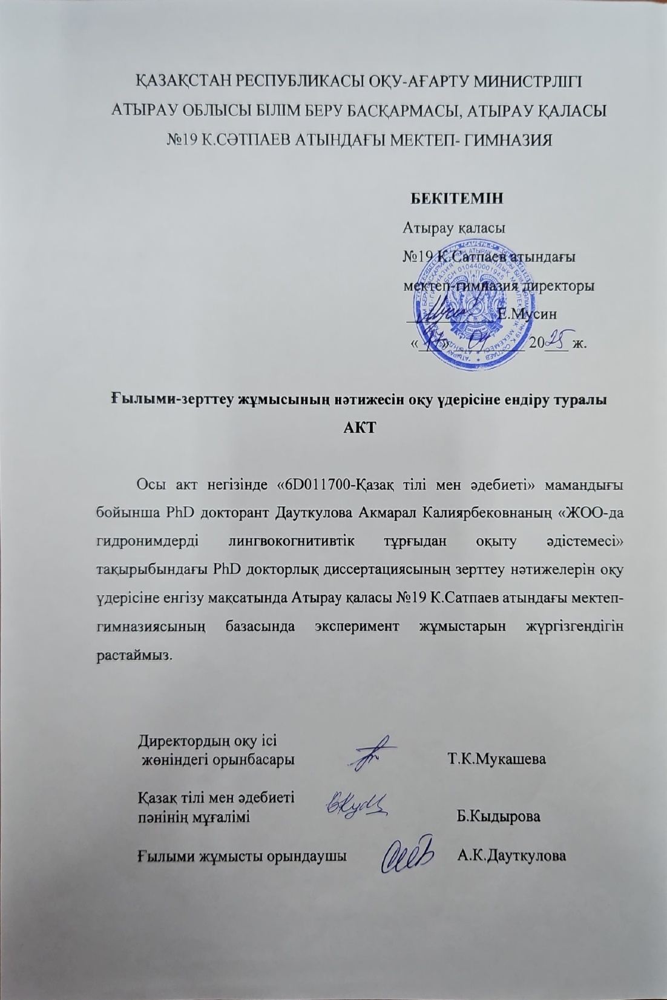 ҚАЗАҚСТАН РЕСПУБЛИКАСЫ ОҚУ-АҒАРТУ МИНИСТРЛІГІ
АТЫРАУ ОБЛЫСЫ БІЛІМ БЕРУ БАСҚАРМАСЫ, АТЫРАУ ҚАЛАСЫ
№19 К.СӘТПАЕВ АТЫНДАҒЫ МЕКТЕП- ГИМНАЗИЯ
БЕКІТЕМІН
Атырау қаласы
№19 К.Сатпаев атындағы
мектеп-гимназия директоры
Е.Мусин
БСН 010440001945
«__» 04 2025 ж.
Ғылыми-зерттеу жұмысының нәтижесін оқу үдерісіне ендіру туралы
АКТ
Осы акт негізінде «6D011700-Қазақ тілі мен әдебиеті» мамандығы
бойынша PhD докторант Дауткулова Акмарал Калиярбековнаның «ЖОО-да
гидронимдерді лингвокогнитивтік тұрғыдан оқыту әдістемесі»
тақырыбындағы PhD докторлық диссертациясының зерттеу нәтижелерін оқу
үдерісіне енгізу мақсатында Атырау қаласы №19 К.Сатпаев атындағы мектеп-
гимназиясының базасында эксперимент жұмыстарын жүргізгендігін
растаймыз.
Директордың оқу ісі
жөніндегі орынбасары Т.К.Мукашева
Қазақ тілі мен әдебиеті
пәнінің мұғалімі Б.Кыдырова
Ғылыми жұмысты орындаушы А.К.Дауткулова